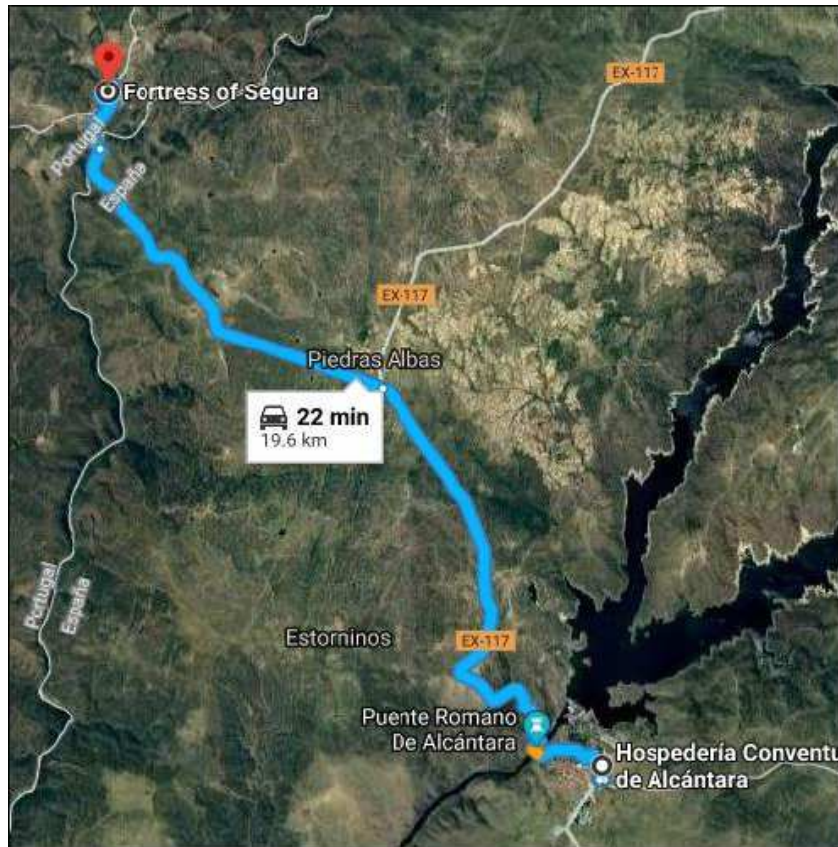 EX-117
Fortress of Segura
Portugal
España
EX-117
Piedras Albas
22 min
19.6 km
Portugal
España
Estorninos
EX-117
Puente Romano
De Alcántara
Hospedería Conventu
de Alcántara